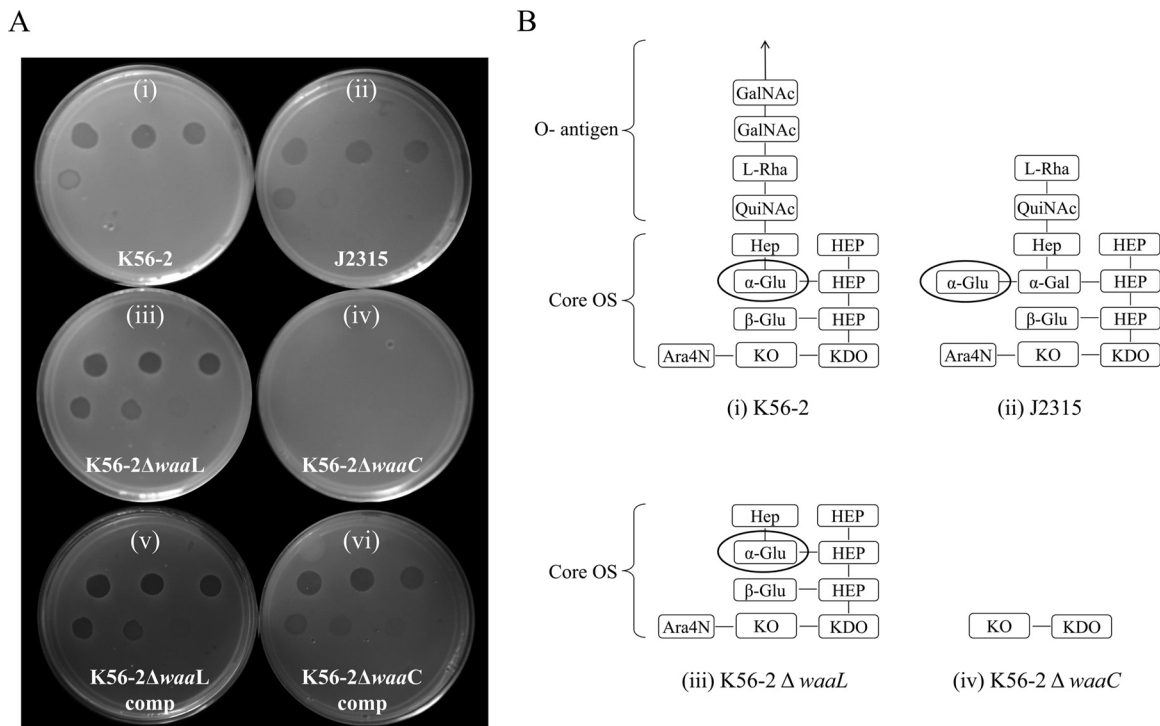 A
B
(i)
K56-2
(ii)
J2315
(iii)
K56-2ΔwaaL
(iv)
K56-2ΔwaaC
(v)
K56-2ΔwaaL
comp
(vi)
K56-2ΔwaaC
comp
O- antigen
GalNAc
GalNAc
L-Rha
QuiNAc
Core OS
Hep HEP
α-Glu HEP
β-Glu HEP
Ara4N KO KDO
(i) K56-2
L-Rha
QuiNAc
Hep HEP
α-Glu α-Gal HEP
β-Glu HEP
Ara4N KO KDO
(ii) J2315
Core OS
Hep HEP
α-Glu HEP
β-Glu HEP
Ara4N KO KDO
(iii) K56-2 Δ waaL
KO KDO
(iv) K56-2 Δ waaC